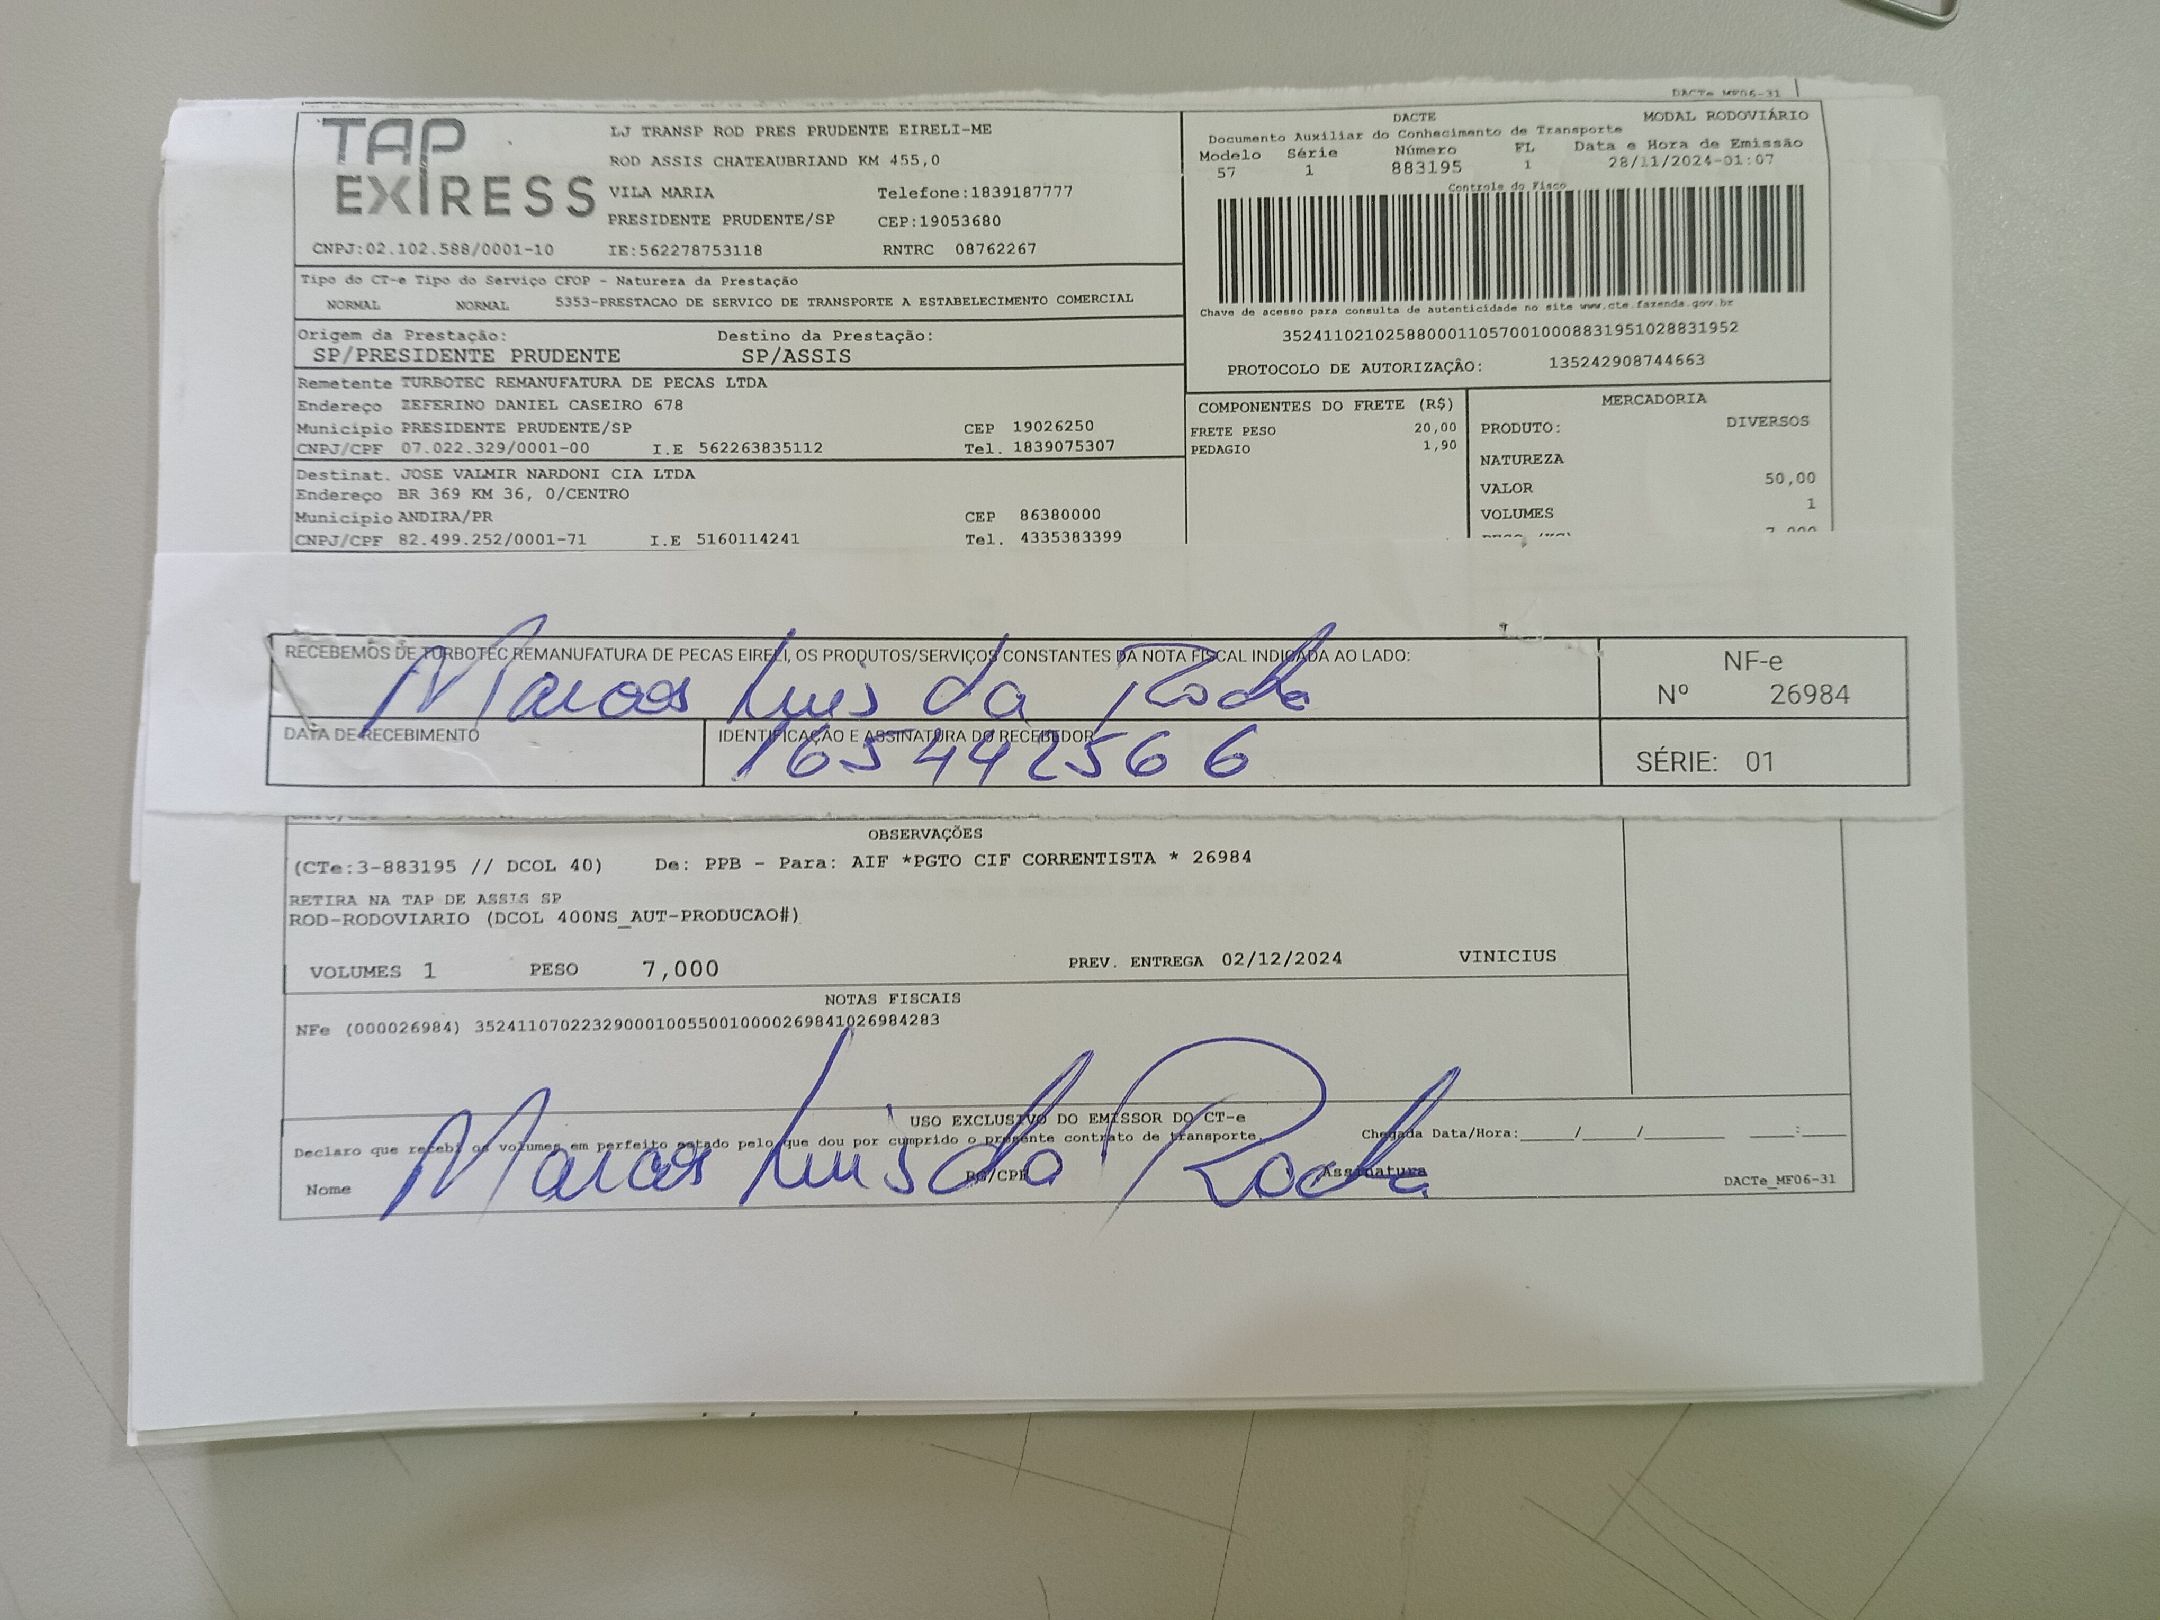 DACTe_MF06-31
TAP EXPRESS
LJ TRANSP ROD PRES PRUDENTE EIRELI-ME
ROD ASSIS CHATEAUBRIAND KM 455,0
VILA MARIA Telefone:1839187777
PRESIDENTE PRUDENTE/SP CEP:19053680
CNPJ:02.102.588/0001-10 IE:562278753118 RNTRC 08762267
DACTE MODAL RODOVIÁRIO
Documento Auxiliar do Conhecimento de Transporte
Modelo Série Número FL Data e Hora de Emissão
57 1 883195 1 28/11/2024-01:07
Controle do Fisco
Chave de acesso para consulta de autenticidade no site www.cte.fazenda.gov.br
35241102102588000110570010008831951028831952
PROTOCOLO DE AUTORIZAÇÃO: 135242908744663
Tipo do CT-e Tipo do Serviço CFOP - Natureza da Prestação
NORMAL NORMAL 5353-PRESTACAO DE SERVICO DE TRANSPORTE A ESTABELECIMENTO COMERCIAL
Origem da Prestação: Destino da Prestação:
SP/PRESIDENTE PRUDENTE SP/ASSIS
Remetente TURBOTEC REMANUFATURA DE PECAS LTDA
Endereço ZEFERINO DANIEL CASEIRO 678
Município PRESIDENTE PRUDENTE/SP CEP 19026250
CNPJ/CPF 07.022.329/0001-00 I.E 562263835112 Tel. 1839075307
Destinat. JOSE VALMIR NARDONI CIA LTDA
Endereço BR 369 KM 36, 0/CENTRO
Município ANDIRA/PR CEP 86380000
CNPJ/CPF 82.499.252/0001-71 I.E 5160114241 Tel. 4335383399
COMPONENTES DO FRETE (R$)
FRETE PESO 20,00
PEDAGIO 1,90
MERCADORIA
PRODUTO: DIVERSOS
NATUREZA
VALOR 50,00
VOLUMES 1
RECEBEMOS DE TURBOTEC REMANUFATURA DE PECAS EIRELI, OS PRODUTOS/SERVIÇOS CONSTANTES DA NOTA FISCAL INDICADA AO LADO:
Marcos Luis da Rocha
DATA DE RECEBIMENTO
IDENTIFICAÇÃO E ASSINATURA DO RECEBEDOR
165442566
NF-e
Nº 26984
SÉRIE: 01
OBSERVAÇÕES
(CTe:3-883195 // DCOL 40) De: PPB - Para: AIF *PGTO CIF CORRENTISTA * 26984
RETIRA NA TAP DE ASSIS SP
ROD-RODOVIARIO (DCOL 400NS_AUT-PRODUCAO#)
VOLUMES 1 PESO 7,000 PREV. ENTREGA 02/12/2024 VINICIUS
NOTAS FISCAIS
NFe (000026984) 35241107022329000100550010000269841026984283
USO EXCLUSIVO DO EMISSOR DO CT-e
Declaro que recebi os volumes em perfeito estado pelo que dou por cumprido o presente contrato de transporte. Chegada Data/Hora:_____/_____/________ ____:____
Nome Marcos Luis da Rocha RG/CPF Assinatura
DACTe_MF06-31